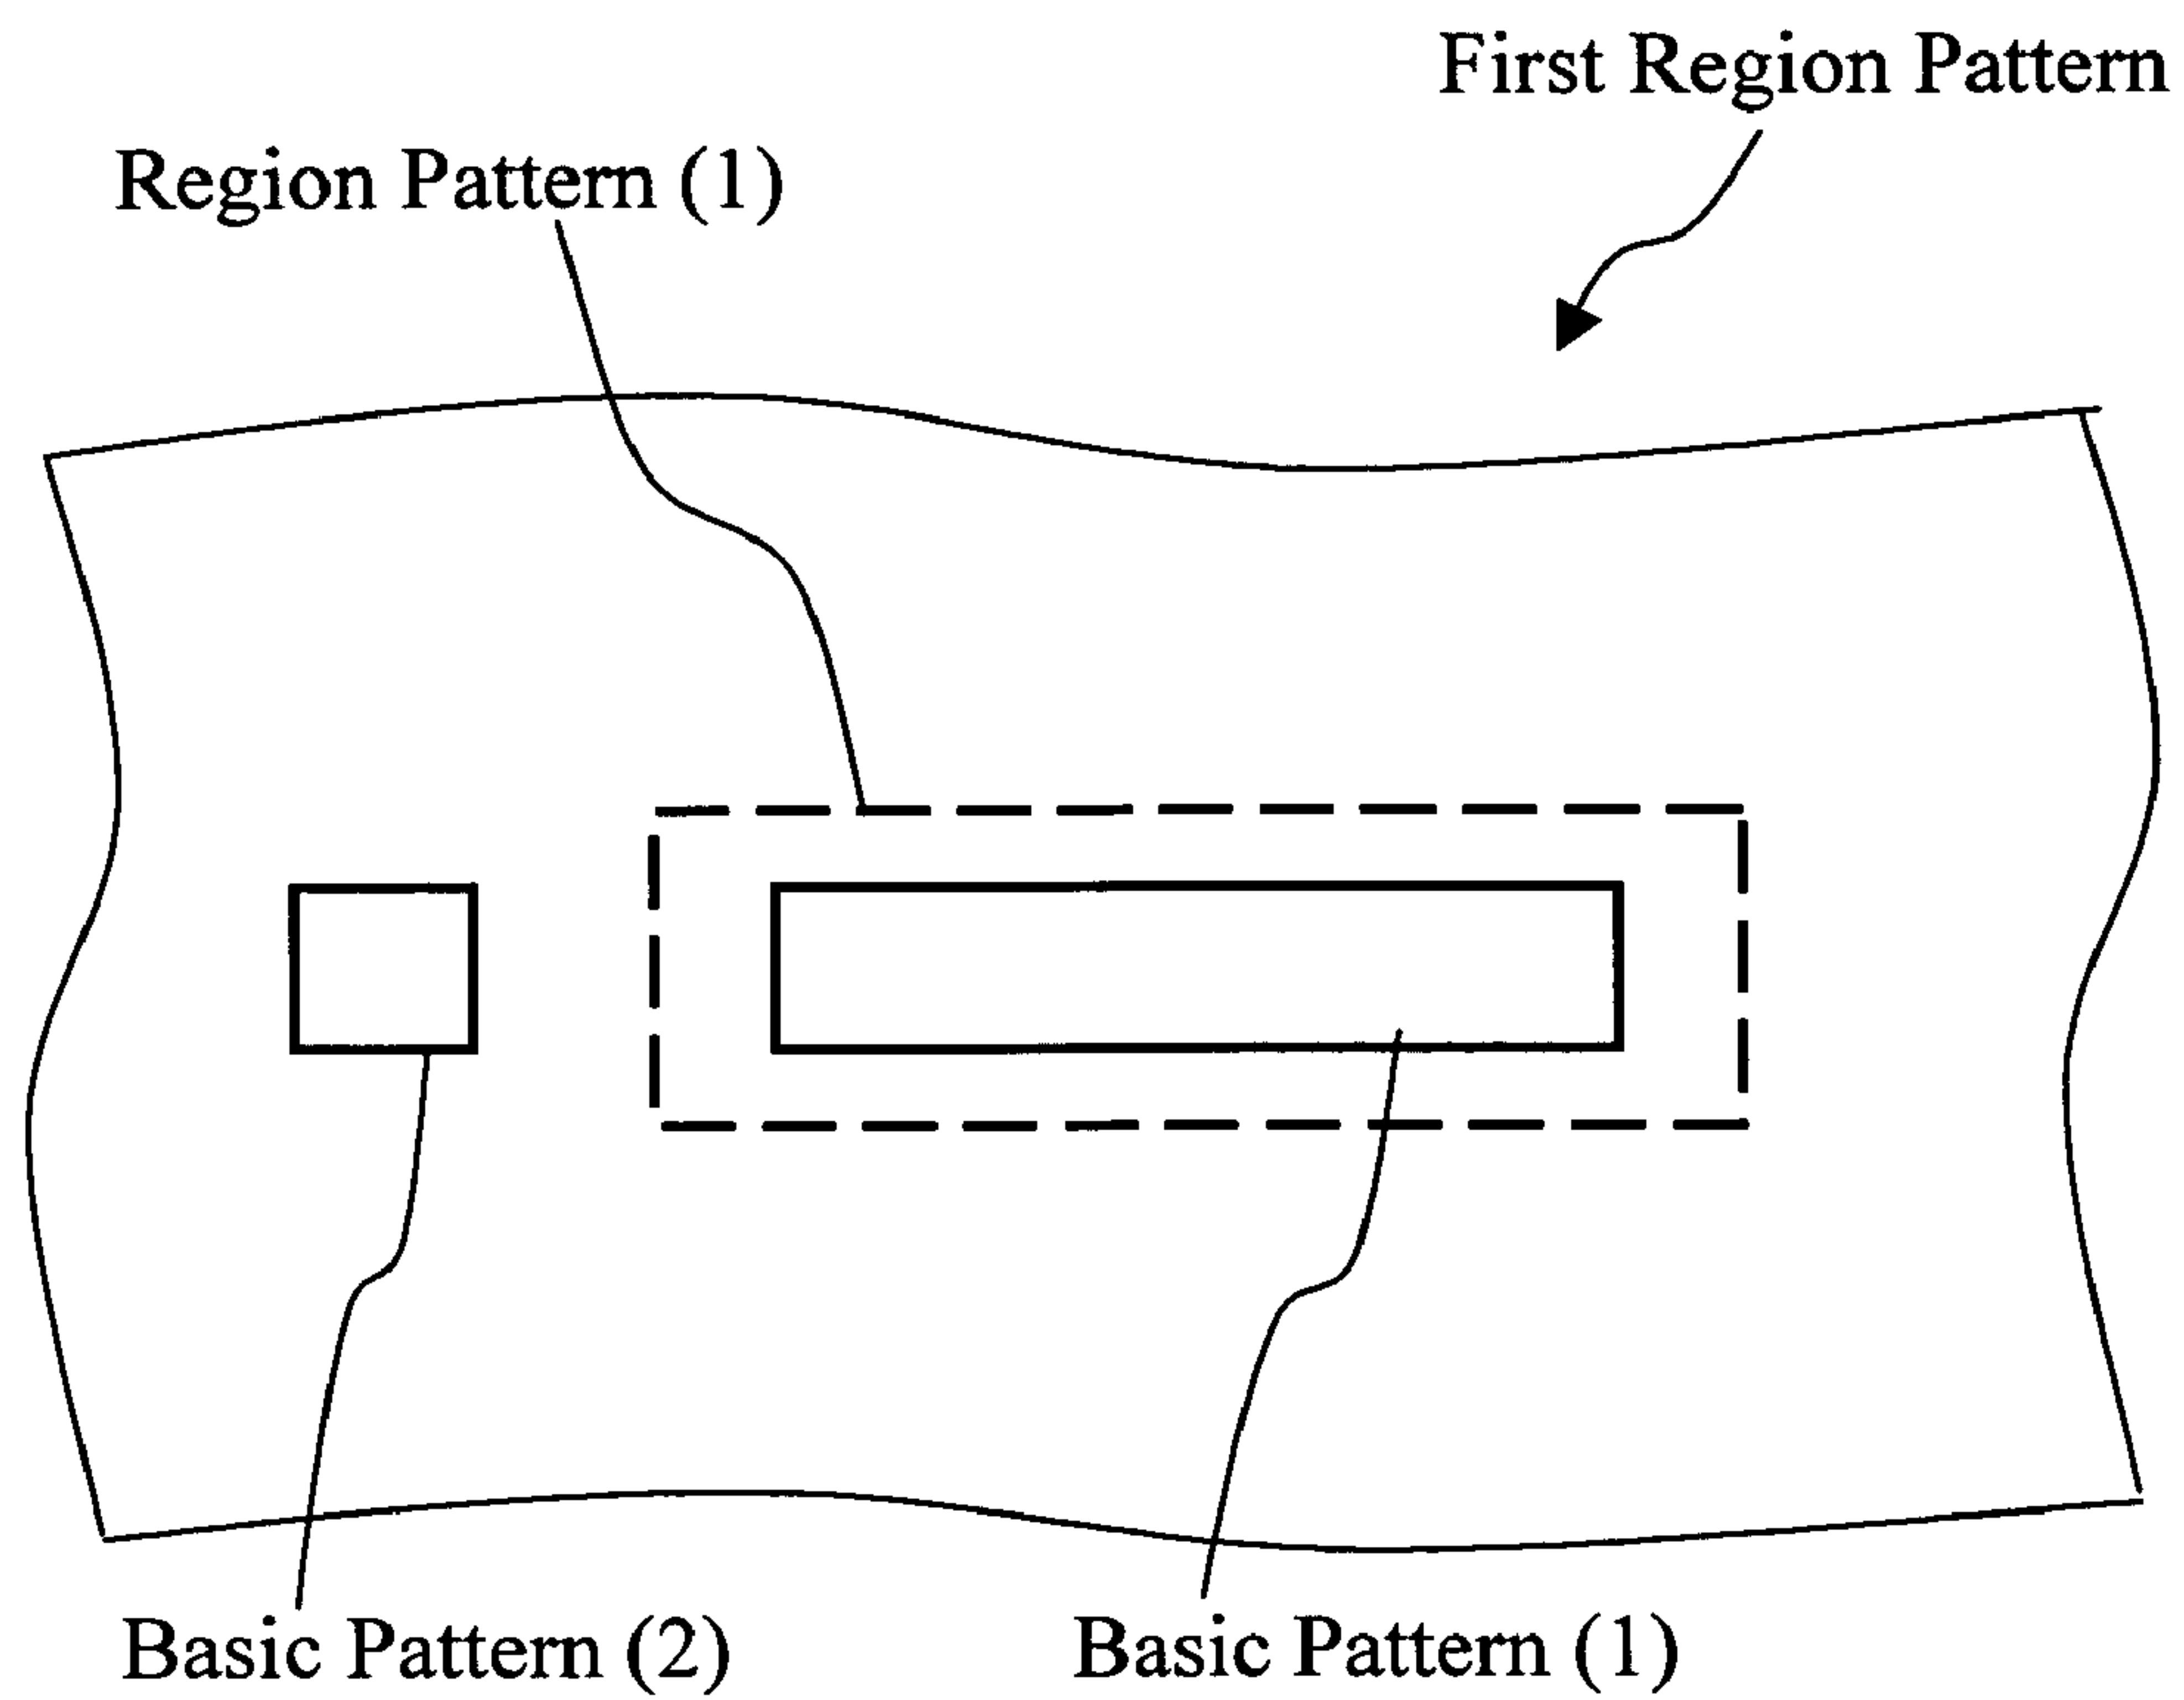 First Region Pattern
Region Pattern (1)
Basic Pattern (2)
Basic Pattern (1)